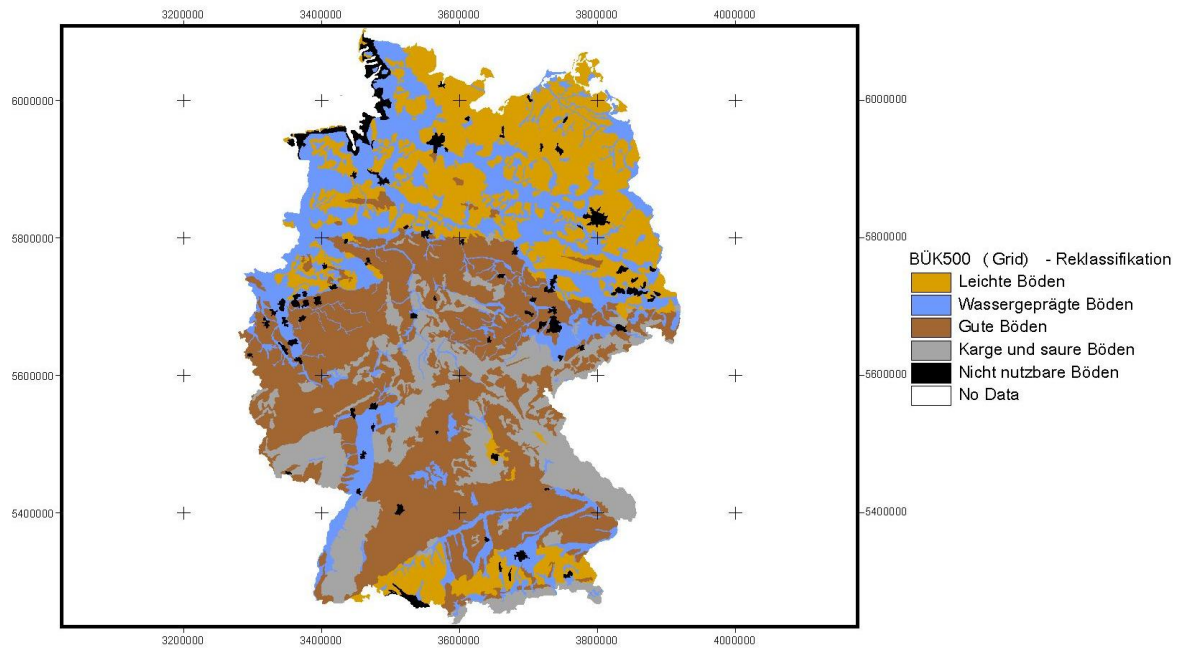 3200000 3400000 3600000 3800000 4000000
6000000 6000000
5800000 5800000
BÜK500 (Grid) - Reklassifikation
Leichte Böden
Wassergeprägte Böden
Gute Böden
Karge und saure Böden
5600000 5600000
Nicht nutzbare Böden
No Data
5400000 5400000
3200000 3400000 3600000 3800000 4000000